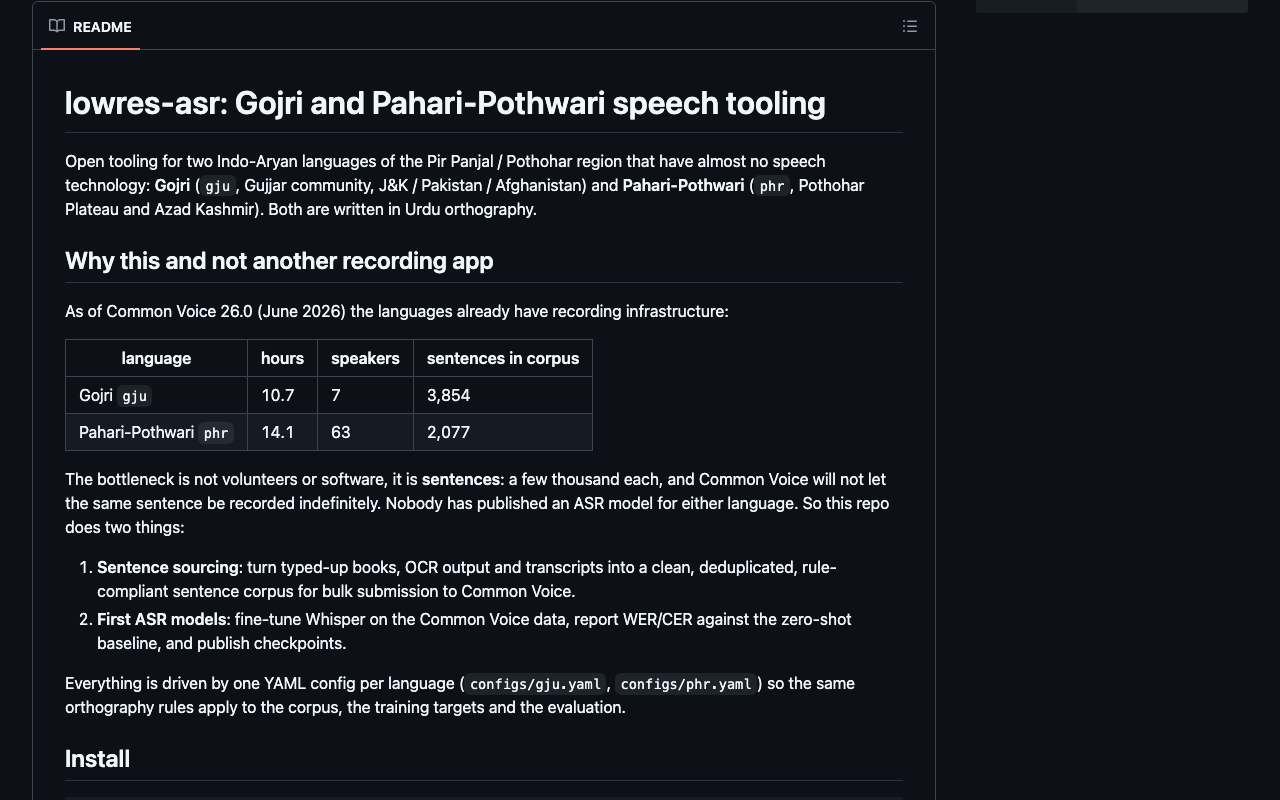 README
lowres-asr: Gojri and Pahari-Pothwari speech tooling
Open tooling for two Indo-Aryan languages of the Pir Panjal / Pothohar region that have almost no speech
technology: Gojri ( gju , Gujjar community, J&K / Pakistan / Afghanistan) and Pahari-Pothwari ( phr , Pothohar
Plateau and Azad Kashmir). Both are written in Urdu orthography.
Why this and not another recording app
As of Common Voice 26.0 (June 2026) the languages already have recording infrastructure:
language hours speakers sentences in corpus
Gojri gju 10.7 7 3,854
Pahari-Pothwari phr 14.1 63 2,077
The bottleneck is not volunteers or software, it is sentences: a few thousand each, and Common Voice will not let
the same sentence be recorded indefinitely. Nobody has published an ASR model for either language. So this repo
does two things:
1. Sentence sourcing: turn typed-up books, OCR output and transcripts into a clean, deduplicated, rule-
compliant sentence corpus for bulk submission to Common Voice.
2. First ASR models: fine-tune Whisper on the Common Voice data, report WER/CER against the zero-shot
baseline, and publish checkpoints.
Everything is driven by one YAML config per language ( configs/gju.yaml , configs/phr.yaml ) so the same
orthography rules apply to the corpus, the training targets and the evaluation.
Install